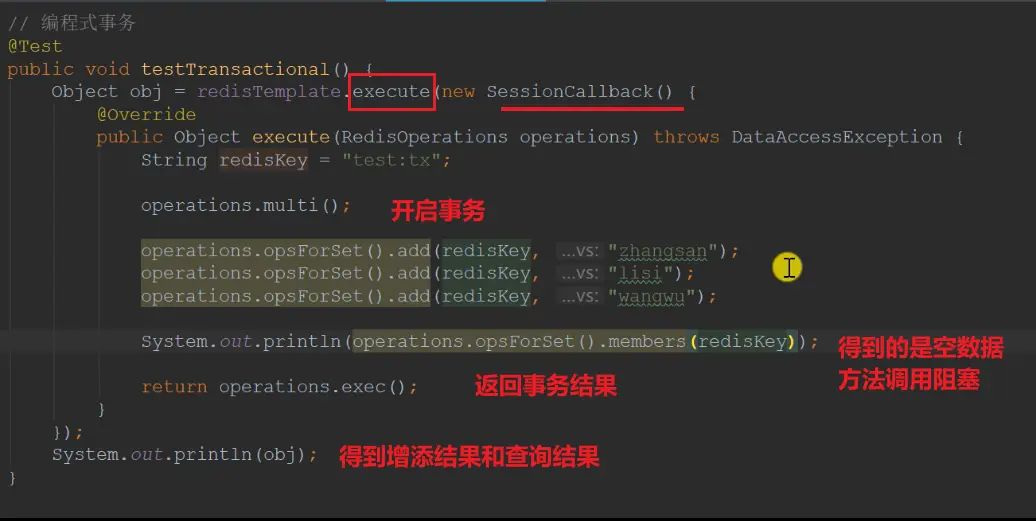 // 编程式事务
@Test
public void testTransactional() {
Object obj = redisTemplate.execute(new SessionCallback() {
@Override
public Object execute(RedisOperations operations) throws DataAccessException {
String redisKey = "test:tx";
operations.multi();
开启事务
operations.opsForSet().add(redisKey, ...vs: "zhangsan");
operations.opsForSet().add(redisKey, ...vs: "lisi");
operations.opsForSet().add(redisKey, ...vs: "wangwu");
System.out.println(operations.opsForSet().members(redisKey));
得到的是空数据
方法调用阻塞
return operations.exec();
返回事务结果
}
});
System.out.println(obj);
得到增添结果和查询结果
}